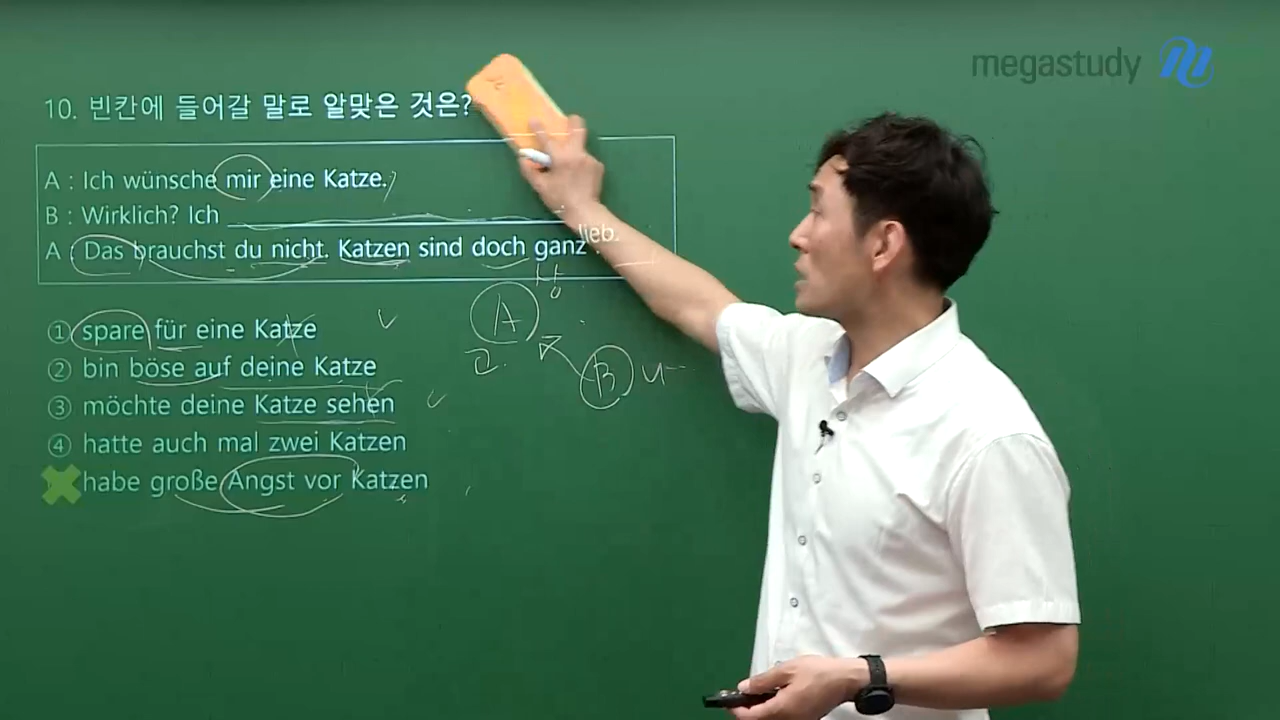 megastudy
10. 빈칸에 들어갈 말로 알맞은 것은?
A : Ich wünsche mir eine Katze.
B : Wirklich? Ich
A : Das brauchst du nicht. Katzen sind doch ganz lieb.
① spare für eine Katze
② bin böse auf deine Katze
③ möchte deine Katze sehen
④ hatte auch mal zwei Katzen
habe große Angst vor Katzen
A
B